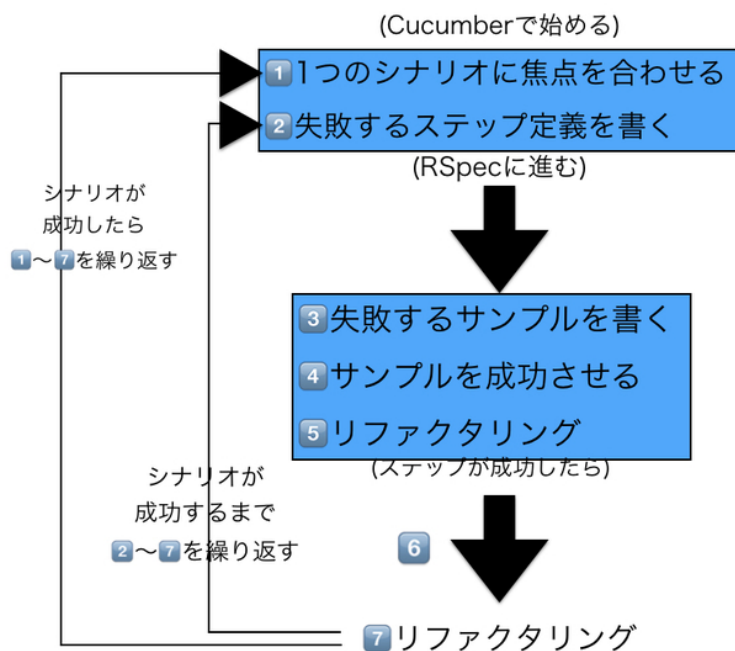 (Cucumberで始める)
1 1つのシナリオに焦点を合わせる
2 失敗するステップ定義を書く
(RSpecに進む)
シナリオが
成功したら
1〜7を繰り返す
3 失敗するサンプルを書く
4 サンプルを成功させる
5 リファクタリング
(ステップが成功したら)
シナリオが
成功するまで
2〜7を繰り返す
6
7 リファクタリング